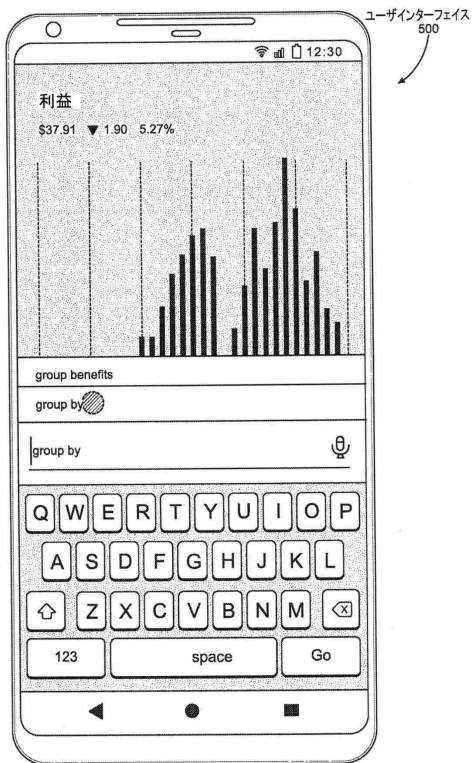 ユーザインターフェイス
500
12:30
利益
$37.91 ▼ 1.90 5.27%
group benefits
group by
group by
Q W E R T Y U I O P
A S D F G H J K L
Z X C V B N M
123 space Go